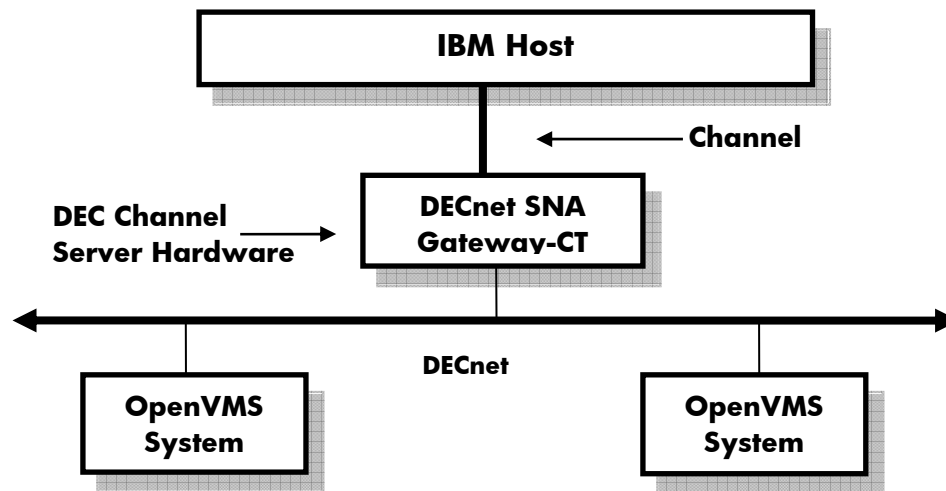 IBM Host
Channel
DECnet SNA
Gateway-CT
DEC Channel
Server Hardware
DECnet
OpenVMS
System
OpenVMS
System